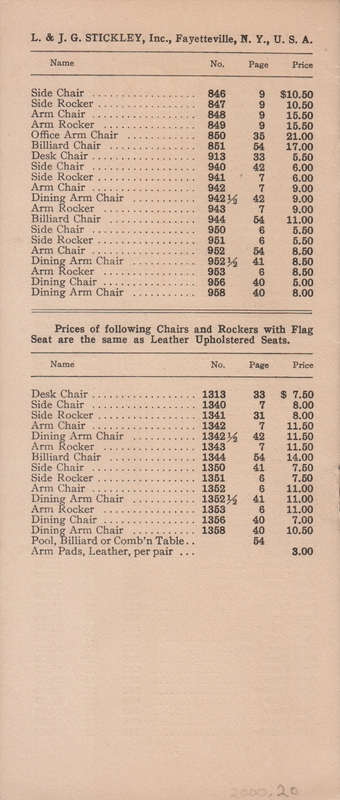 L. & J. G. STICKLEY, Inc., Fayetteville, N. Y., U. S. A.
Name No. Page Price
Side Chair .................. 846 9 $10.50
Side Rocker ................. 847 9 10.50
Arm Chair ................... 848 9 15.50
Arm Rocker ................ 849 9 15.50
Office Arm Chair ............ 850 35 21.00
Billiard Chair ................ 851 54 17.00
Desk Chair .................. 913 33 5.50
Side Chair .................. 940 42 6.00
Side Rocker ................. 941 7 6.00
Arm Chair ................... 942 7 9.00
Dining Arm Chair ........... 942½ 42 9.00
Arm Rocker ................. 943 7 9.00
Billiard Chair ................ 944 54 11.00
Side Chair ................... 950 6 5.50
Side Rocker ................. 951 6 5.50
Arm Chair ................... 952 54 8.50
Dining Arm Chair ........... 952½ 41 8.50
Arm Rocker ................. 953 6 8.50
Dining Chair ................ 956 40 5.00
Dining Arm Chair ........... 958 40 8.00
Prices of following Chairs and Rockers with Flag
Seat are the same as Leather Upholstered Seats.
Name No. Page Price
Desk Chair .................. 1313 33 $ 7.50
Side Chair .................. 1340 7 8.00
Side Rocker ................. 1341 31 8.00
Arm Chair ................... 1342 7 11.50
Dining Arm Chair .......... 1342½ 42 11.50
Arm Rocker ................. 1343 7 11.50
Billiard Chair ............... 1344 54 14.00
Side Chair ................... 1350 41 7.50
Side Rocker ................. 1351 6 7.50
Arm Chair ................... 1352 6 11.00
Dining Arm Chair .......... 1352½ 41 11.00
Arm Rocker ................. 1353 6 11.00
Dining Chair ................ 1356 40 7.00
Dining Arm Chair .......... 1358 40 10.50
Pool, Billiard or Comb'n Table.. 54
Arm Pads, Leather, per pair ... 3.00
2000.20